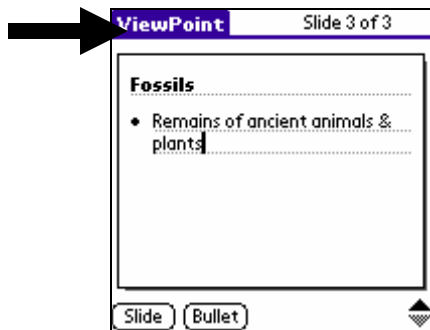 ViewPoint Slide 3 of 3
Fossils
• Remains of ancient animals &
plants
Slide Bullet